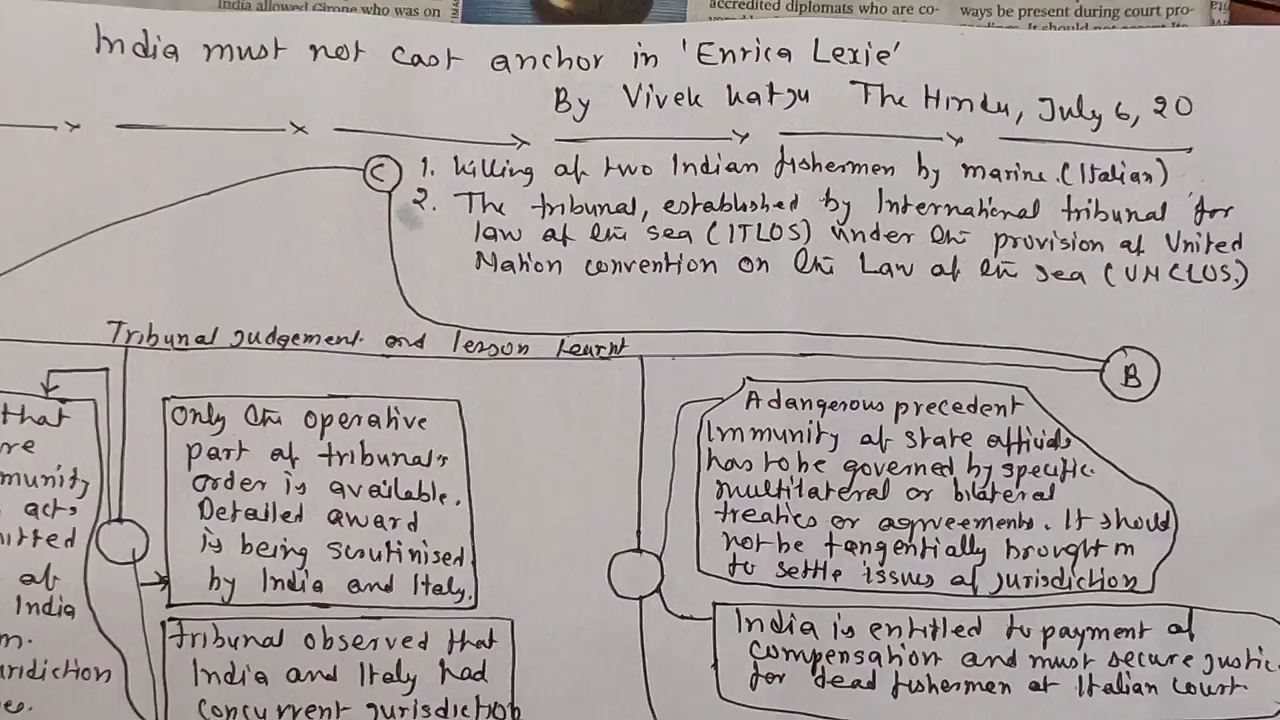 India allowed Girone who was on
accredited diplomats who are co-
ways be present during court pro-
India must not cast anchor in 'Enrica Lexie'
By Vivek Katju The Hindu, July 6, 20
C
1. Killing of two Indian fishermen by marine (Italian)
2. The tribunal, established by International tribunal for
law of the sea (ITLOS) under the provision of United
Nation convention on the Law of the sea (UNCLOS)
Tribunal judgement and lesson learnt
B
that
re
munity
acts
itted
of
India
m.
uridiction
es.
Only the operative
part of tribunal's
order is available.
Detailed award
is being scrutinised
by India and Italy.
Tribunal observed that
India and Italy had
concurrent jurisdiction
A dangerous precedent
Immunity of state officials
has to be governed by specific
multilateral or bilateral
treaties or agreements. It should
not be tangentially brought in
to settle issues of jurisdiction
India is entitled to payment of
compensation and must secure justic
for dead fishermen at Italian court.